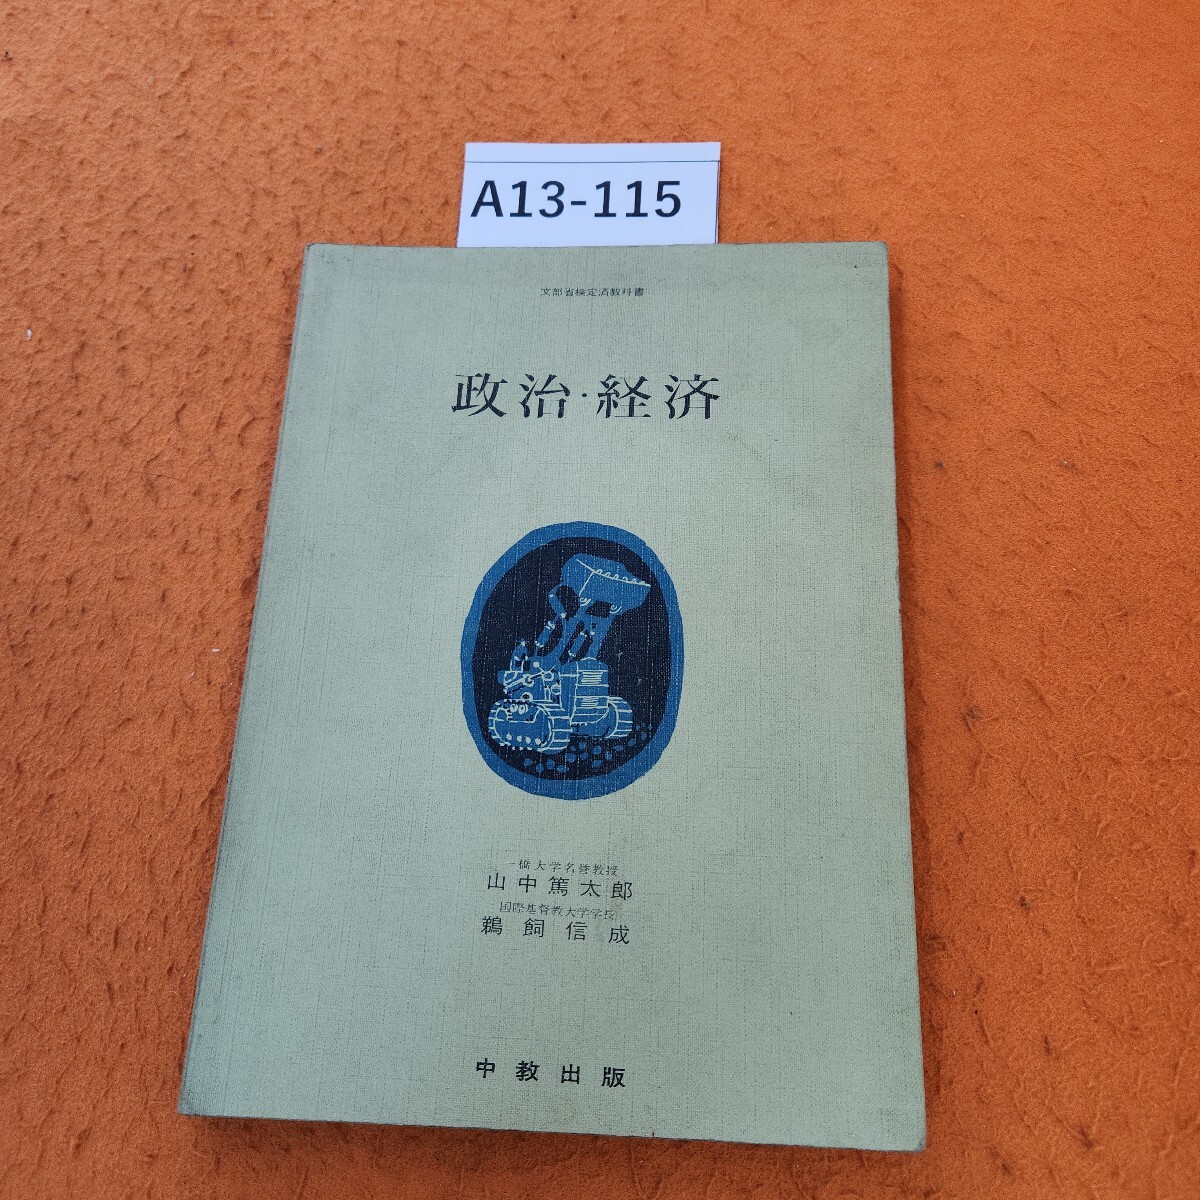 A13-115
文部省検定済教科書
政治·経済
一橋大学名誉教授
山中篤太郎
国際基督教大学学長
鵜飼信成
中教出版